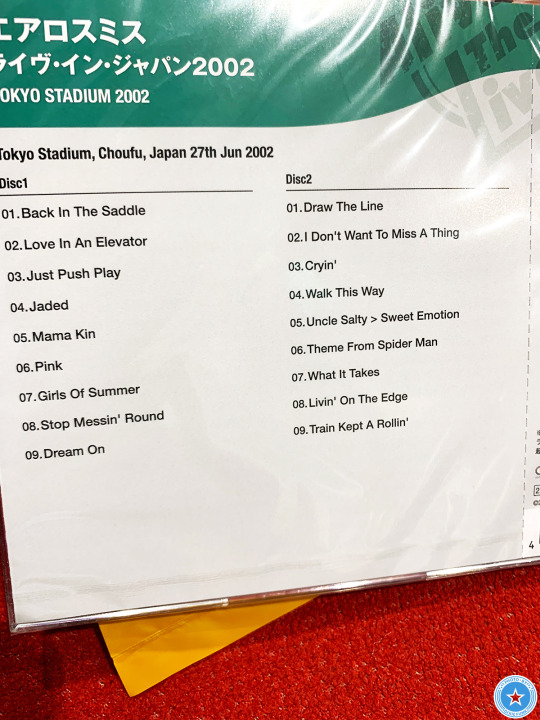 エアロスミス
ライヴ・イン・ジャパン2002
TOKYO STADIUM 2002
Alive
The
Live
Tokyo Stadium, Choufu, Japan 27th Jun 2002
Disc1
01.Back In The Saddle
02.Love In An Elevator
03.Just Push Play
04.Jaded
05.Mama Kin
06.Pink
07.Girls Of Summer
08.Stop Messin' Round
09.Dream On
Disc2
01.Draw The Line
02.I Don't Want To Miss A Thing
03.Cryin'
04.Walk This Way
05.Uncle Salty > Sweet Emotion
06.Theme From Spider Man
07.What It Takes
08.Livin' On The Edge
09.Train Kept A Rollin'
4